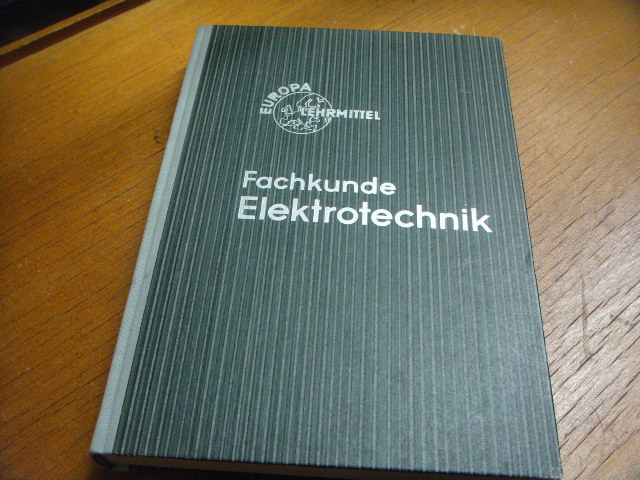 EUROPA
LEHRMITTEL
Fachkunde
Elektrotechnik